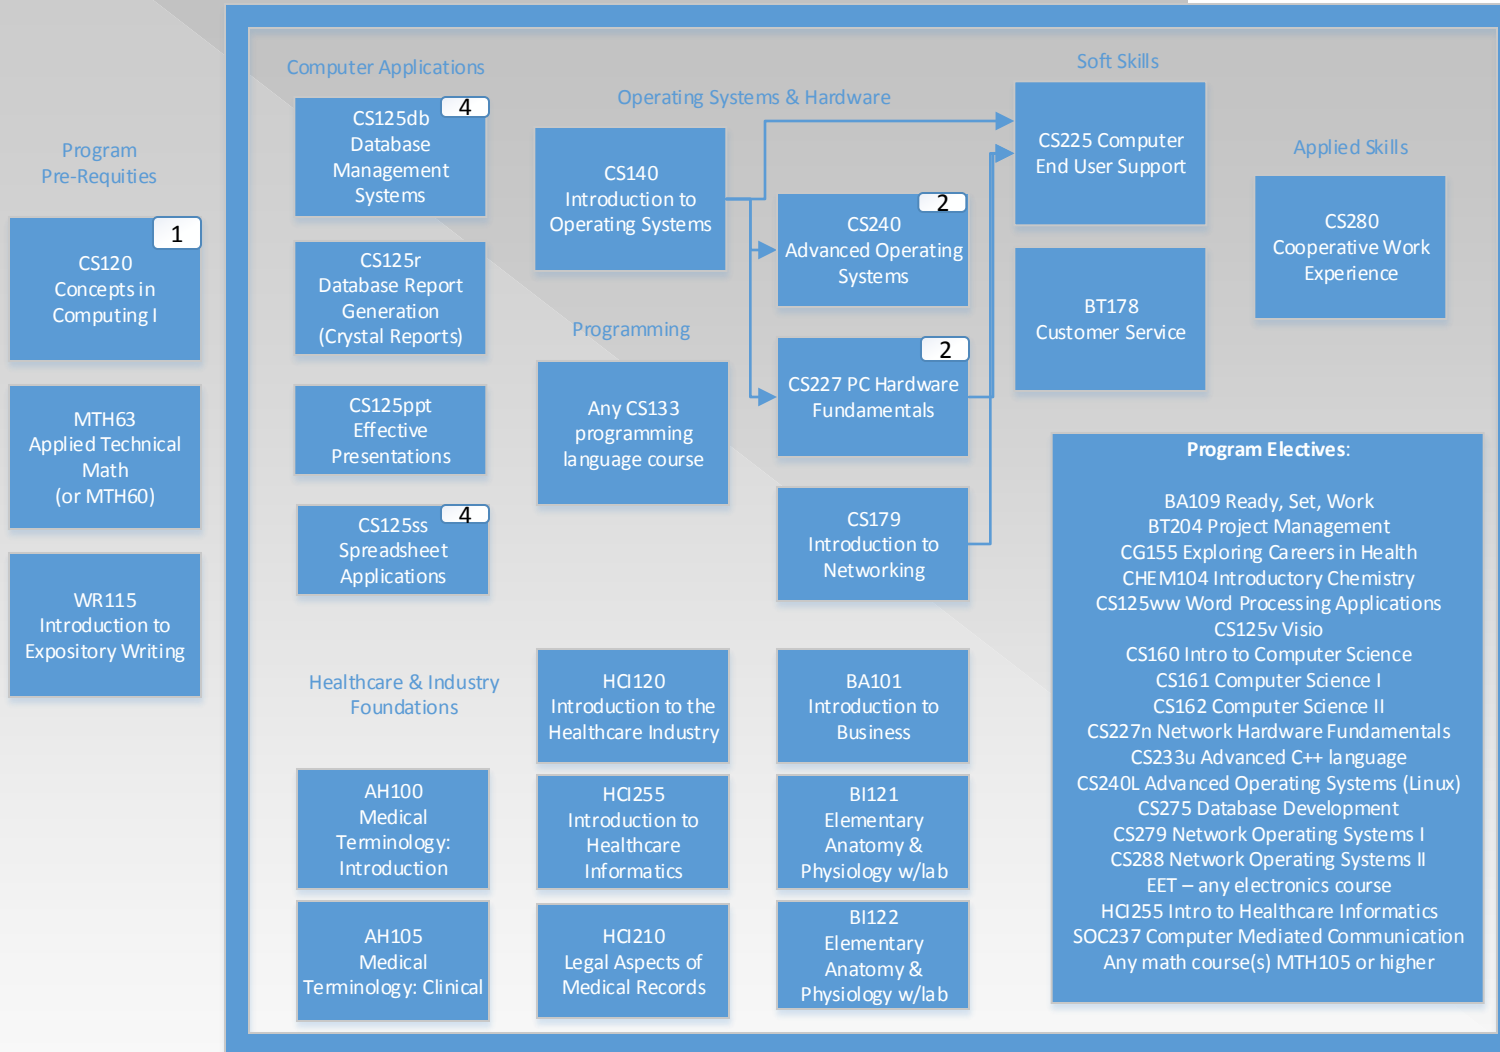 Program
Pre-Requities
1
CS120
Concepts in
Computing I
MTH63
Applied Technical
Math
(or MTH60)
WR115
Introduction to
Expository Writing
Computer Applications
4
CS125db
Database
Management
Systems
CS125r
Database Report
Generation
(Crystal Reports)
CS125ppt
Effective
Presentations
4
CS125ss
Spreadsheet
Applications
Operating Systems & Hardware
CS140
Introduction to
Operating Systems
2
CS240
Advanced Operating
Systems
2
CS227 PC Hardware
Fundamentals
CS179
Introduction to
Networking
Programming
Any CS133
programming
language course
Soft Skills
CS225 Computer
End User Support
BT178
Customer Service
Applied Skills
CS280
Cooperative Work
Experience
Healthcare & Industry
Foundations
AH100
Medical
Terminology:
Introduction
AH105
Medical
Terminology: Clinical
HCI120
Introduction to the
Healthcare Industry
HCI255
Introduction to
Healthcare
Informatics
HCI210
Legal Aspects of
Medical Records
BA101
Introduction to
Business
BI121
Elementary
Anatomy &
Physiology w/lab
BI122
Elementary
Anatomy &
Physiology w/lab
Program Electives:
BA109 Ready, Set, Work
BT204 Project Management
CG155 Exploring Careers in Health
CHEM104 Introductory Chemistry
CS125ww Word Processing Applications
CS125v Visio
CS160 Intro to Computer Science
CS161 Computer Science I
CS162 Computer Science II
CS227n Network Hardware Fundamentals
CS233u Advanced C++ language
CS240L Advanced Operating Systems (Linux)
CS275 Database Development
CS279 Network Operating Systems I
CS288 Network Operating Systems II
EET – any electronics course
HCI255 Intro to Healthcare Informatics
SOC237 Computer Mediated Communication
Any math course(s) MTH105 or higher